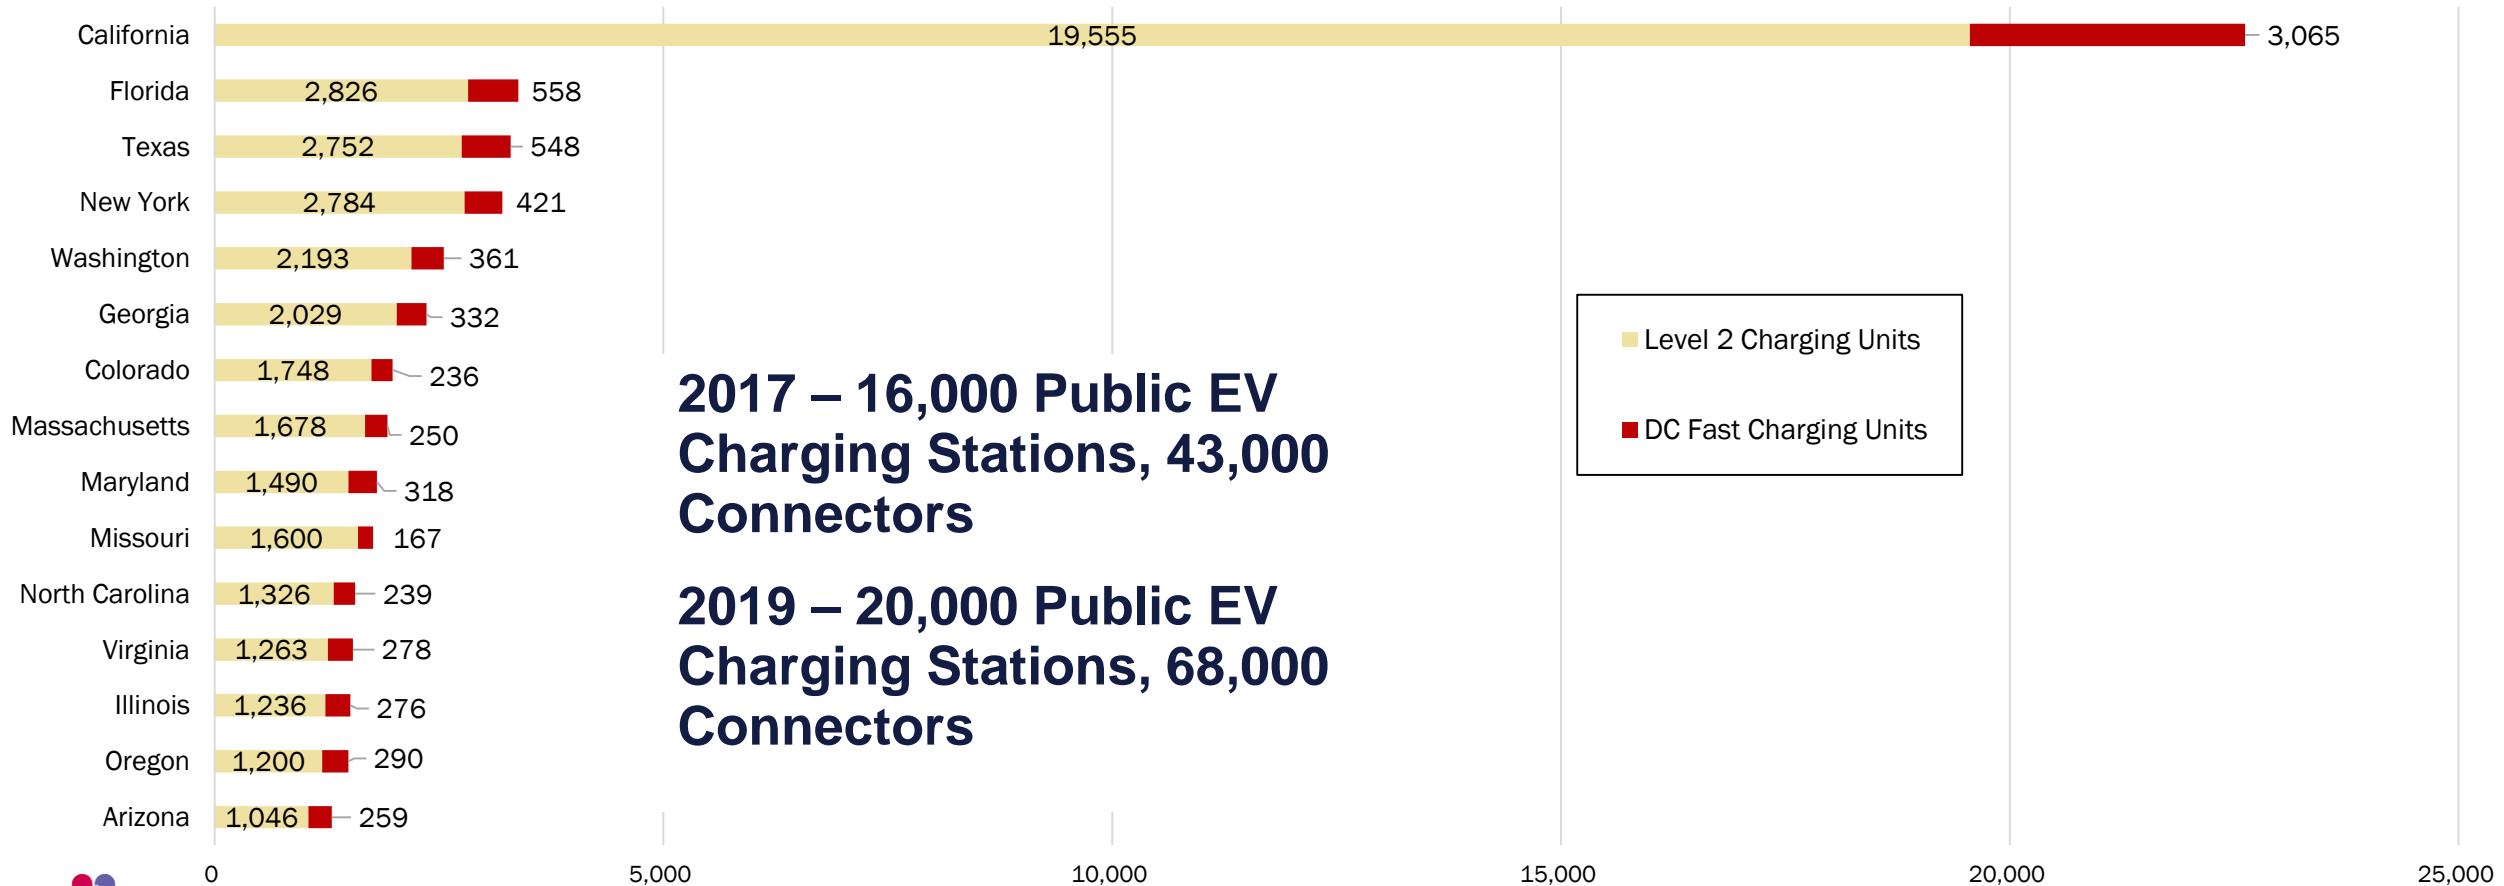 California 19,555 3,065
Florida 2,826 558
Texas 2,752 548
New York 2,784 421
Washington 2,193 361
Georgia 2,029 332
Colorado 1,748 236
Massachusetts 1,678 250
Maryland 1,490 318
Missouri 1,600 167
North Carolina 1,326 239
Virginia 1,263 278
Illinois 1,236 276
Oregon 1,200 290
Arizona 1,046 259
0 5,000 10,000 15,000 20,000 25,000
Level 2 Charging Units
DC Fast Charging Units
2017 – 16,000 Public EV
Charging Stations, 43,000
Connectors
2019 – 20,000 Public EV
Charging Stations, 68,000
Connectors